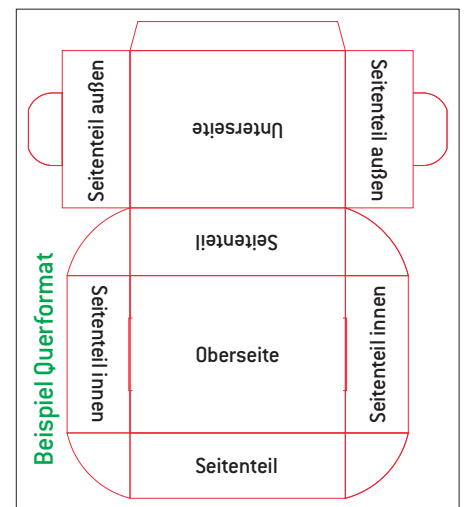 Seitenteil außen
Unterseite
Seitenteil außen
Seitenteil
Beispiel Querformat
Seitenteil innen
Oberseite
Seitenteil innen
Seitenteil